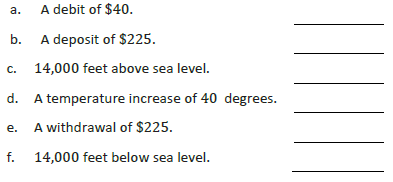 a. A debit of $40.
b. A deposit of $225.
c. 14,000 feet above sea level.
d. A temperature increase of 40 degrees.
e. A withdrawal of $225.
f. 14,000 feet below sea level.